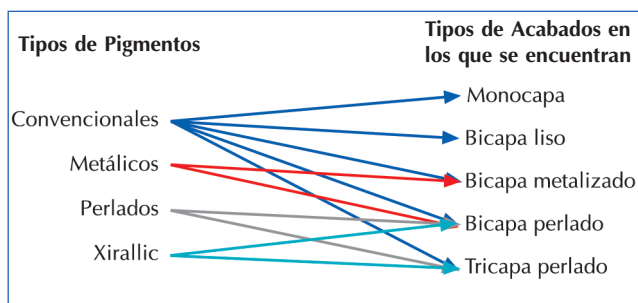 Tipos de Pigmentos
Convencionales
Metálicos
Perlados
Xirallic
Tipos de Acabados en
los que se encuentran
Monocapa
Bicapa liso
Bicapa metalizado
Bicapa perlado
Tricapa perlado